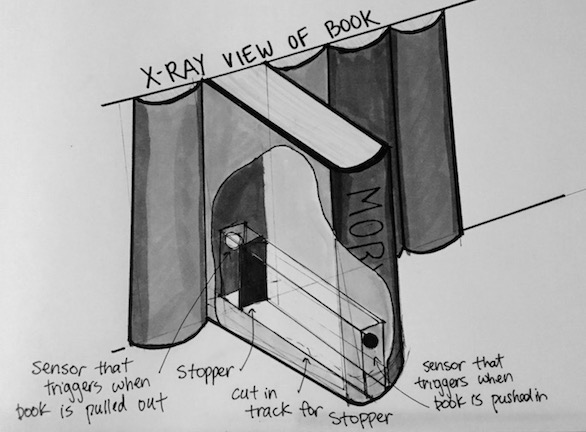 X-RAY VIEW OF BOOK
MOBY
sensor that
triggers when
book is pulled out
Stopper
cut in
track for Stopper
sensor that
triggers when
book is pushed in